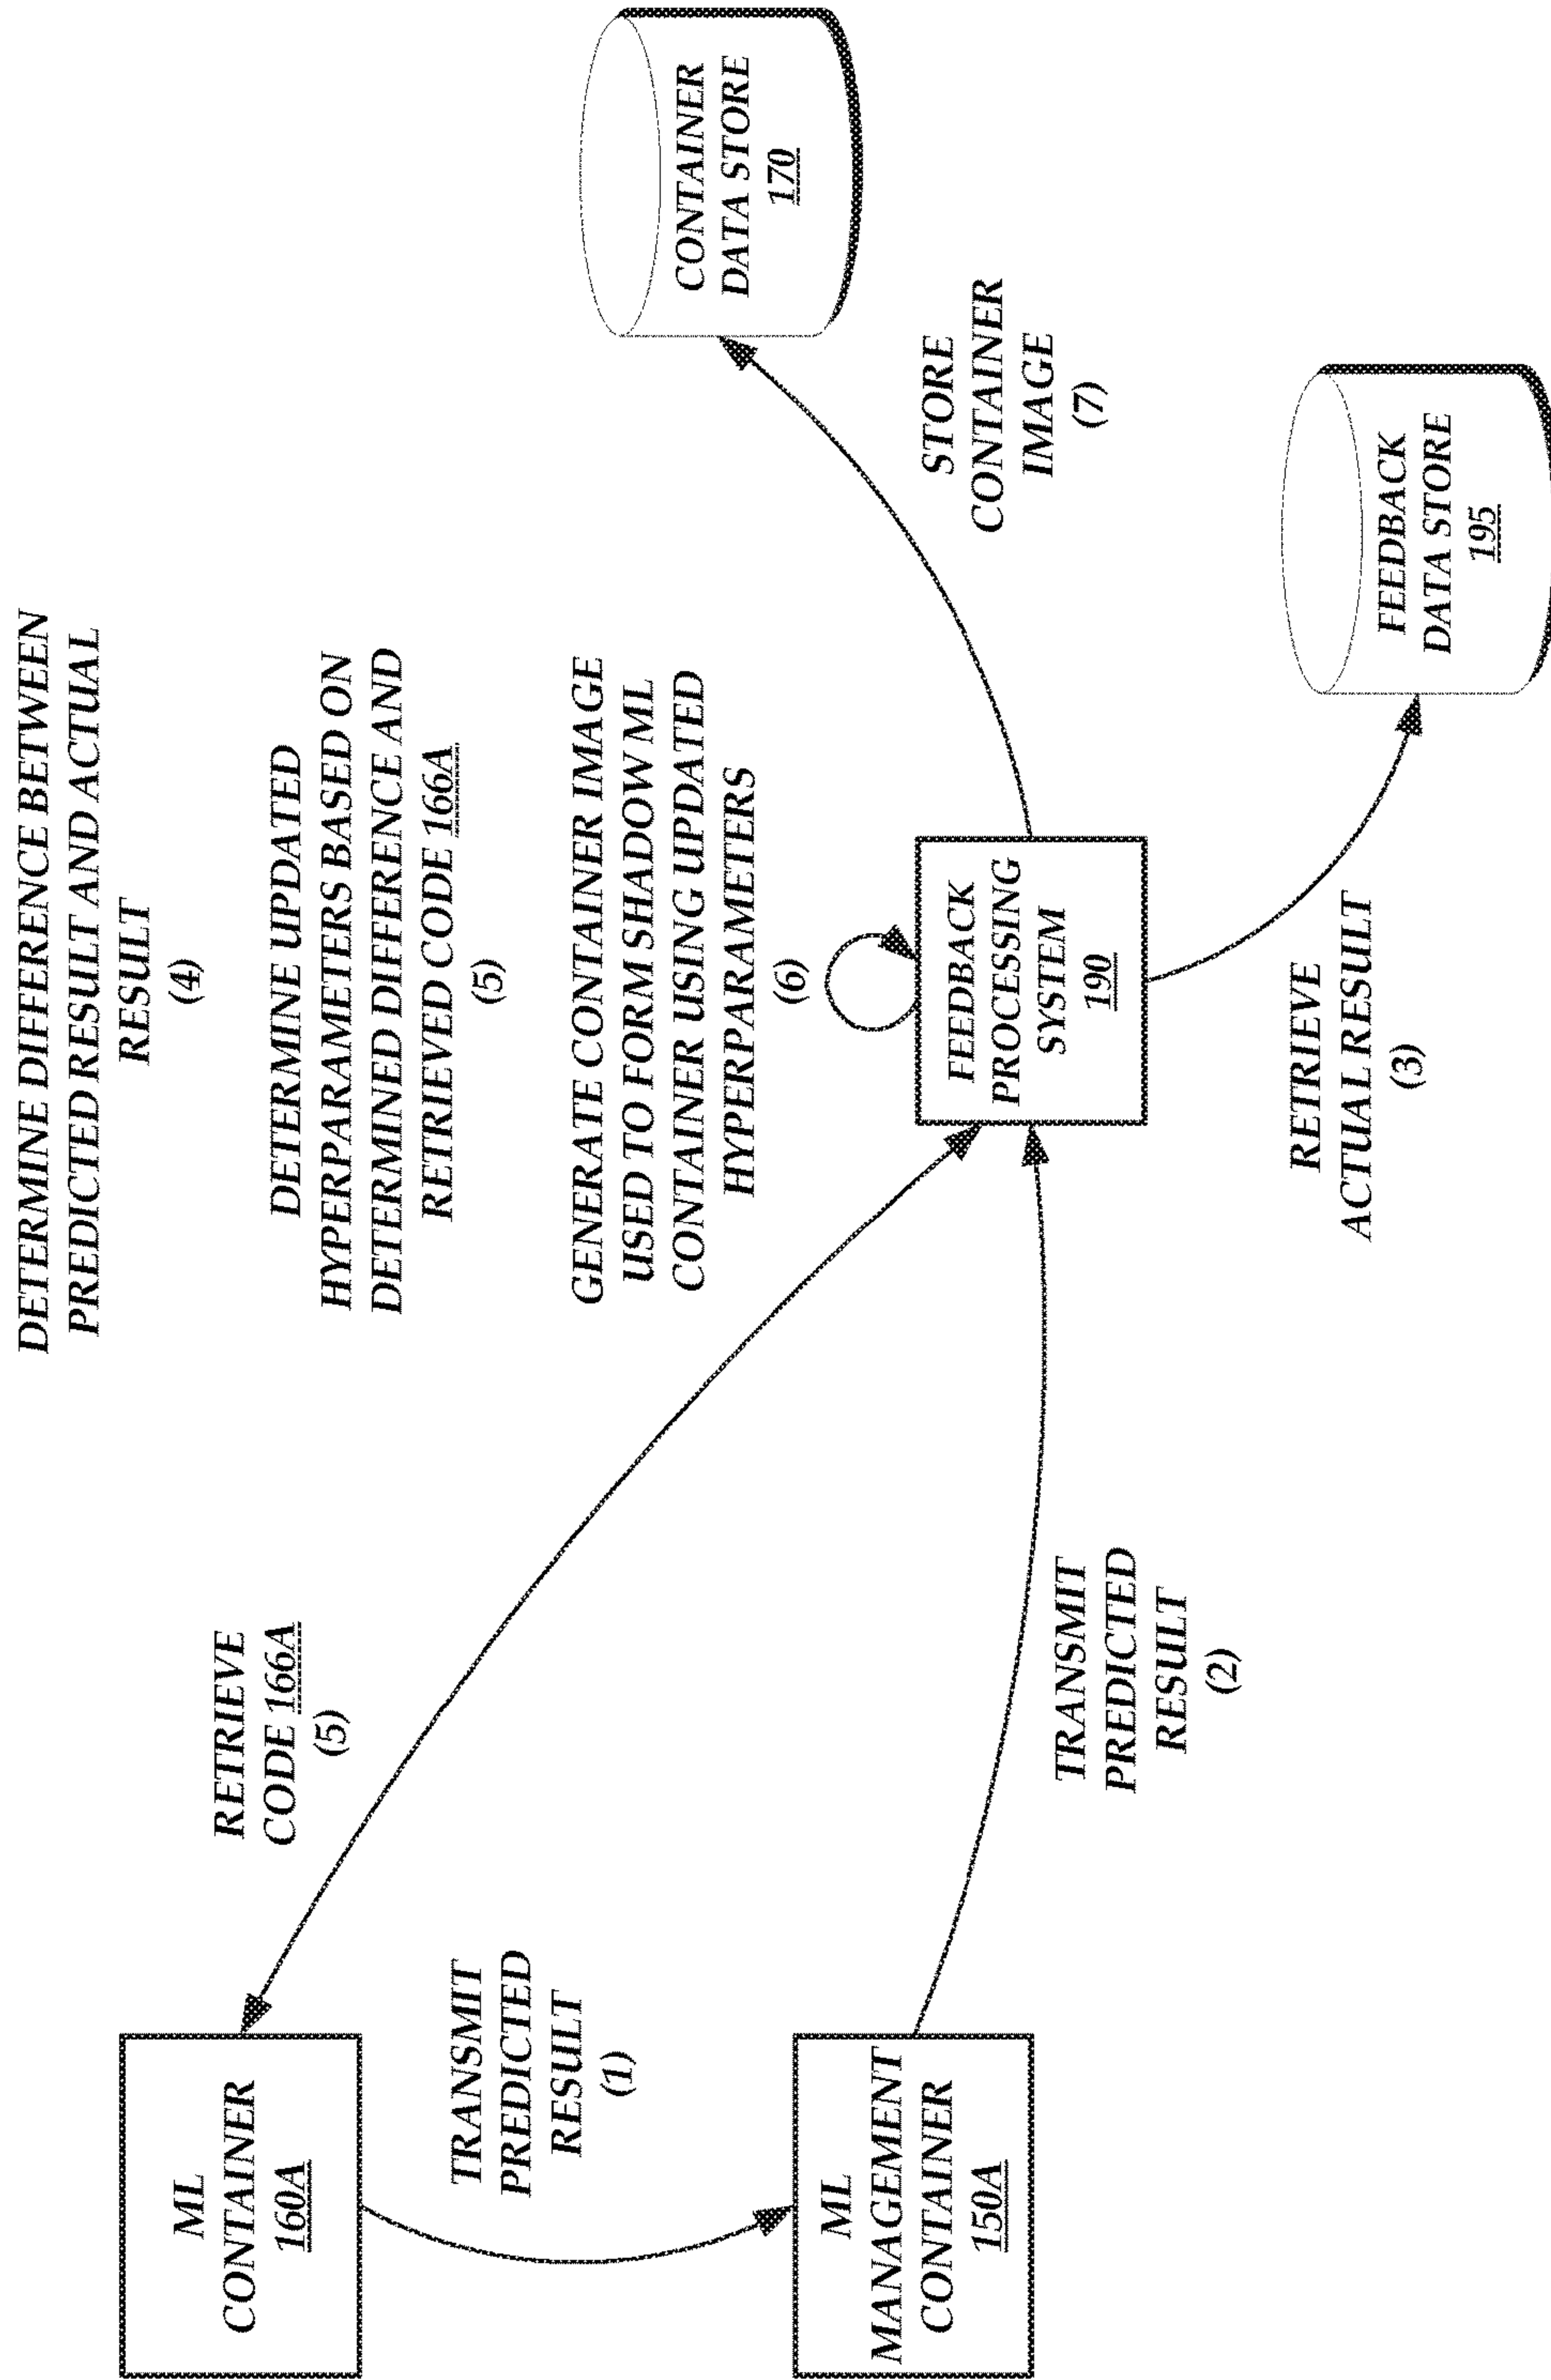 DETERMINE DIFFERENCE BETWEEN
PREDICTED RESULT AND ACTUAL
RESULT
(4)
DETERMINE UPDATED
HYPERPARAMETERS BASED ON
DETERMINED DIFFERENCE AND
RETRIEVED CODE 166A
(5)
GENERATE CONTAINER IMAGE
USED TO FORM SHADOW ML
CONTAINER USING UPDATED
HYPERPARAMETERS
(6)
ML
CONTAINER
160A
RETRIEVE
CODE 166A
(5)
TRANSMIT
PREDICTED
RESULT
(1)
ML
MANAGEMENT
CONTAINER
150A
TRANSMIT
PREDICTED
RESULT
(2)
FEEDBACK
PROCESSING
SYSTEM
190
RETRIEVE
ACTUAL RESULT
(3)
CONTAINER
DATA STORE
170
STORE
CONTAINER
IMAGE
(7)
FEEDBACK
DATA STORE
195